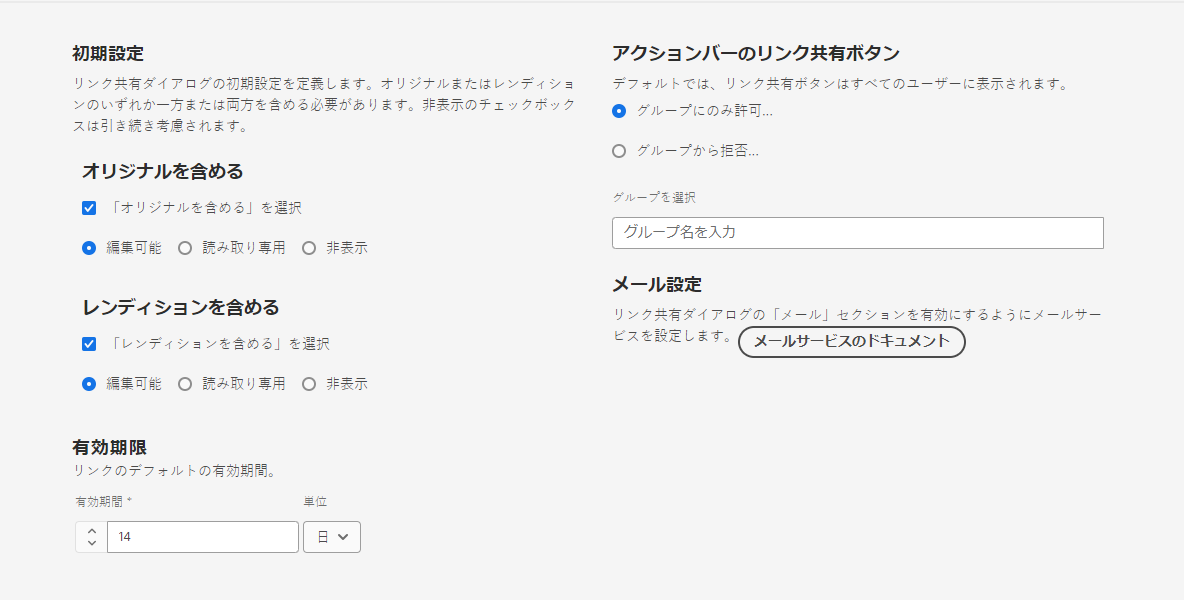 初期設定
リンク共有ダイアログの初期設定を定義します。オリジナルまたはレンディショ
ンのいずれか一方または両方を含める必要があります。非表示のチェックボック
スは引き続き考慮されます。
オリジナルを含める
「オリジナルを含める」を選択
編集可能 読み取り専用 非表示
レンディションを含める
「レンディションを含める」を選択
編集可能 読み取り専用 非表示
有効期限
リンクのデフォルトの有効期間。
有効期間 * 単位
14 日
アクションバーのリンク共有ボタン
デフォルトでは、リンク共有ボタンはすべてのユーザーに表示されます。
グループにのみ許可...
グループから拒否...
グループを選択
グループ名を入力
メール設定
リンク共有ダイアログの「メール」セクションを有効にするようにメールサー
ビスを設定します。 メールサービスのドキュメント